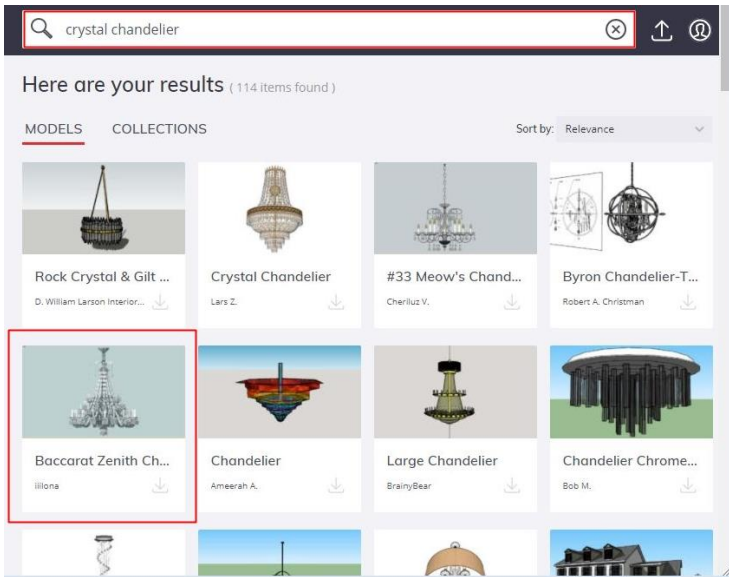 crystal chandelier
Here are your results ( 114 items found )
MODELS COLLECTIONS Sort by: Relevance
Rock Crystal & Gilt ... Crystal Chandelier #33 Meow's Chand... Byron Chandelier-T...
D. William Larson Interior... Lars Z. Cheriluz V. Robert A. Christman
Baccarat Zenith Ch... Chandelier Large Chandelier Chandelier Chrome...
iillona Ameerah A. BrainyBear Bob M.